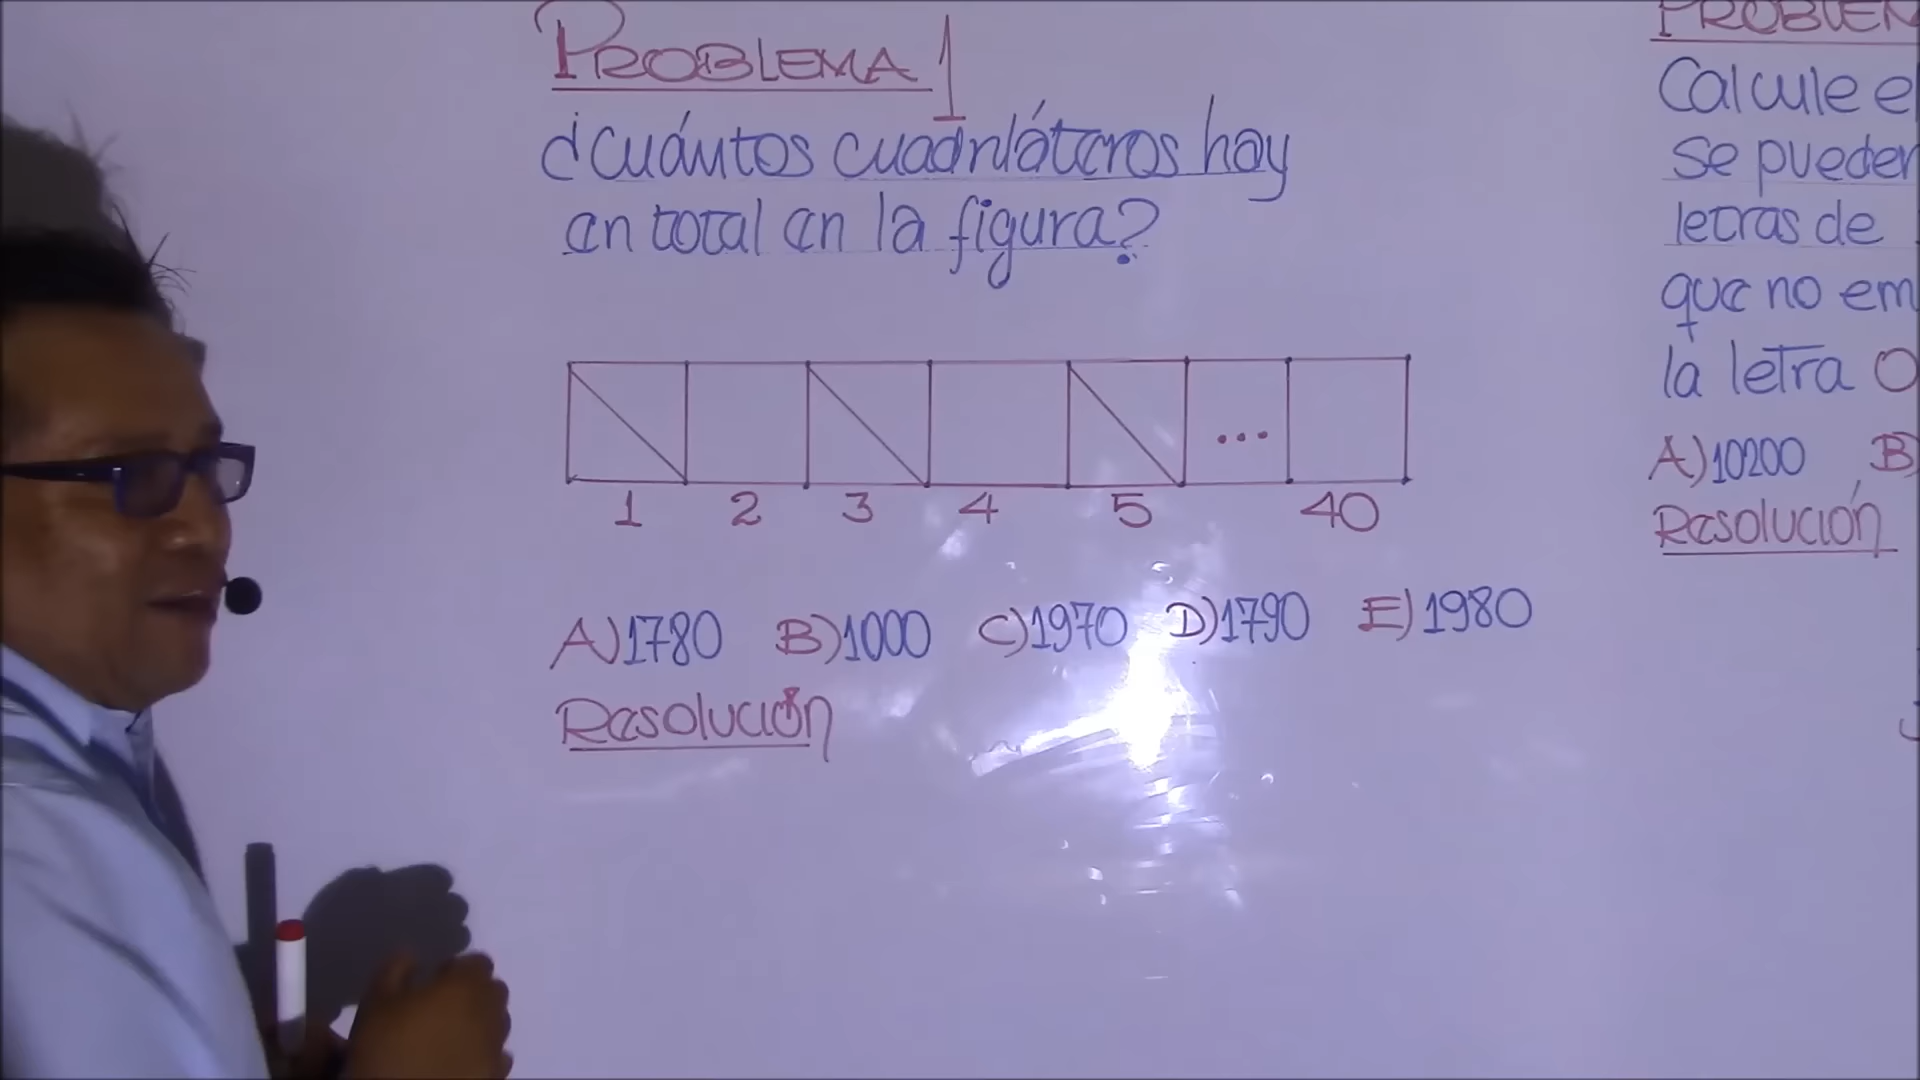 PROBLEMA 1
¿Cuántos cuadriláteros hay
en total en la figura?
...
1 2 3 4 5 40
A)1780 B)1000 C)1970 D)1790 E)1980
Resolución
PROBLEM
Calcule e
se pueden
letras de
que no em
la letra O
A)10200 B)
Resolución